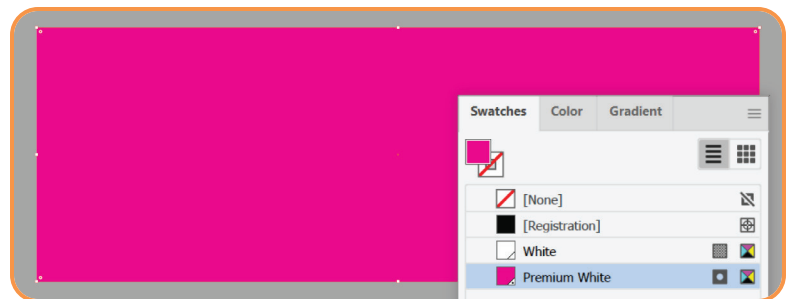 Swatches Color Gradient
[None]
[Registration]
White
Premium White